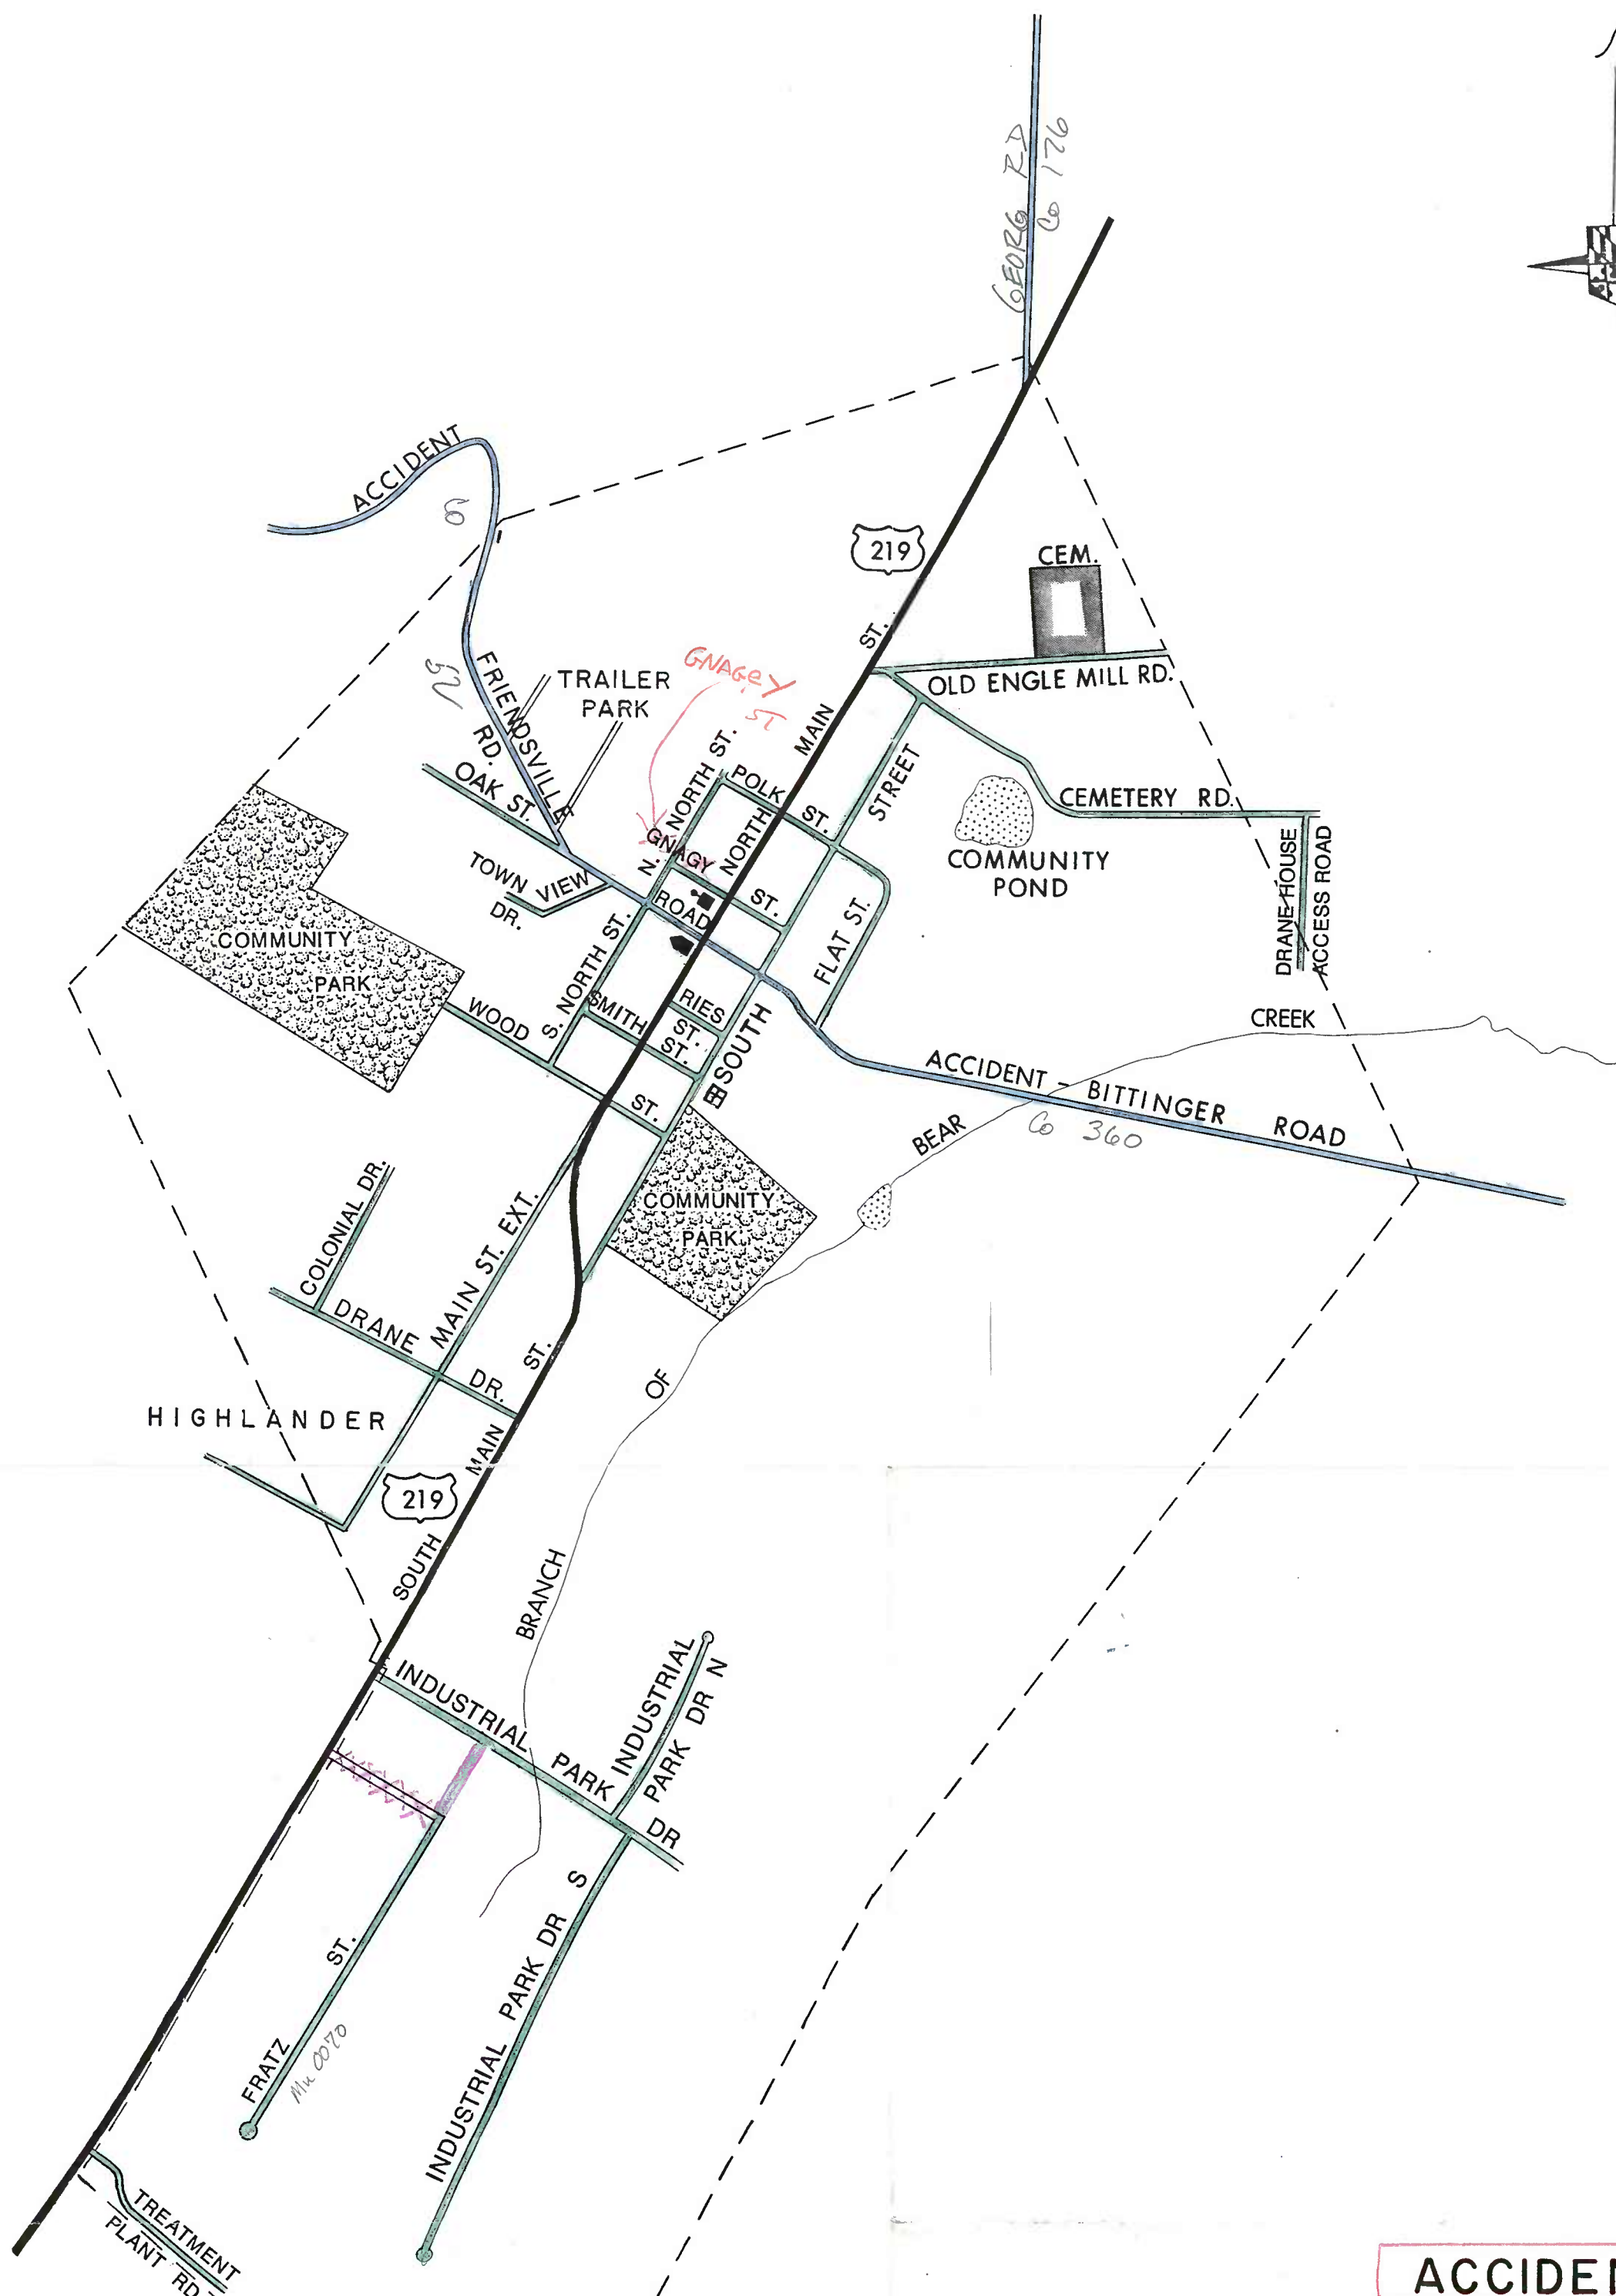 GEORG RD
Co 176
ACCIDENT
219
CEM.
ST.
OLD ENGLE MILL RD.
GNAGEY
ST
FRIENDSVILLE
RD.
TRAILER
PARK
MAIN
OAK ST.
N. NORTH ST.
POLK
ST.
STREET
CEMETERY RD.
NORTH
GNAGY
ST.
COMMUNITY
POND
TOWN VIEW
DR.
ROAD
FLAT ST.
DRANE HOUSE
ACCESS ROAD
COMMUNITY
PARK
S. NORTH ST.
WOOD
ST.
SMITH
ST.
RIES
ST.
SOUTH
CREEK
ACCIDENT - BITTINGER ROAD
Co 360
BEAR
COMMUNITY
PARK
COLONIAL DR.
MAIN ST. EXT.
DRANE
DR.
ST.
OF
HIGHLANDER
MAIN
219
SOUTH
BRANCH
INDUSTRIAL PARK DR
INDUSTRIAL
PARK DR N
INDUSTRIAL PARK DR S
FRATZ ST.
Mu 0070
TREATMENT
PLANT RD